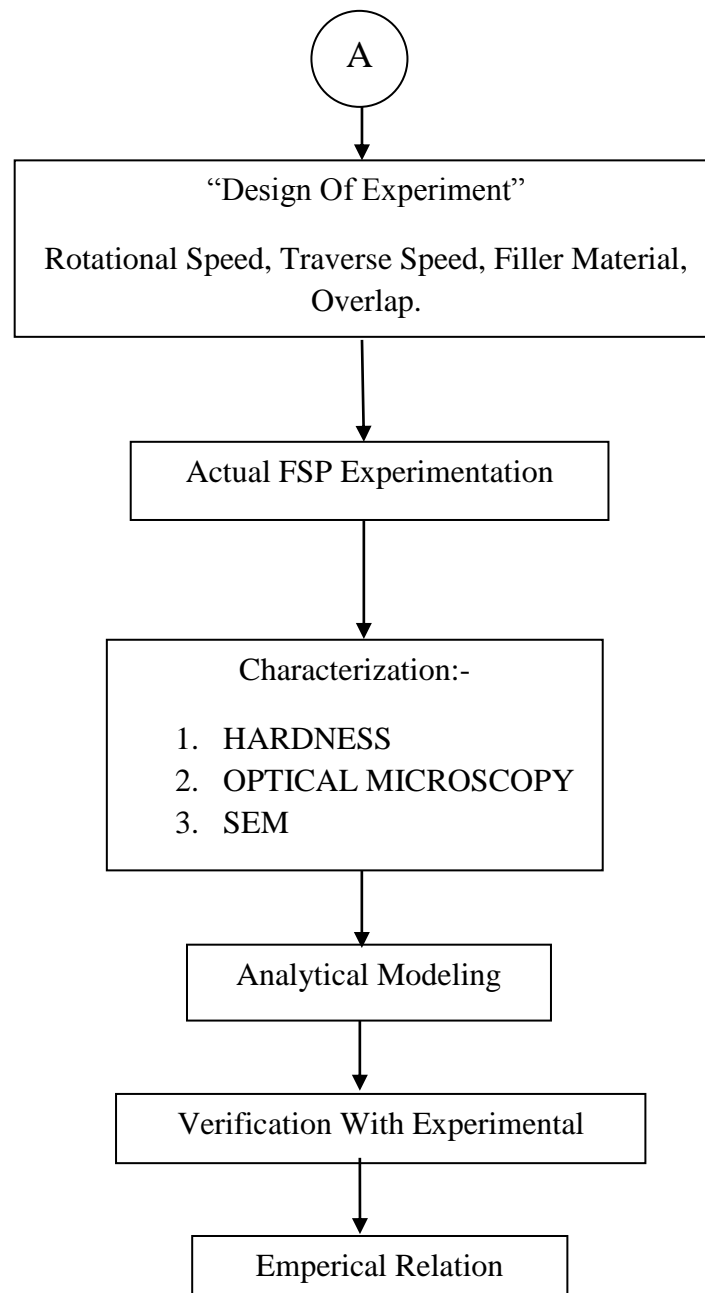 A
“Design Of Experiment”
Rotational Speed, Traverse Speed, Filler Material,
Overlap.
Actual FSP Experimentation
Characterization:-
1. HARDNESS
2. OPTICAL MICROSCOPY
3. SEM
Analytical Modeling
Verification With Experimental
Emperical Relation